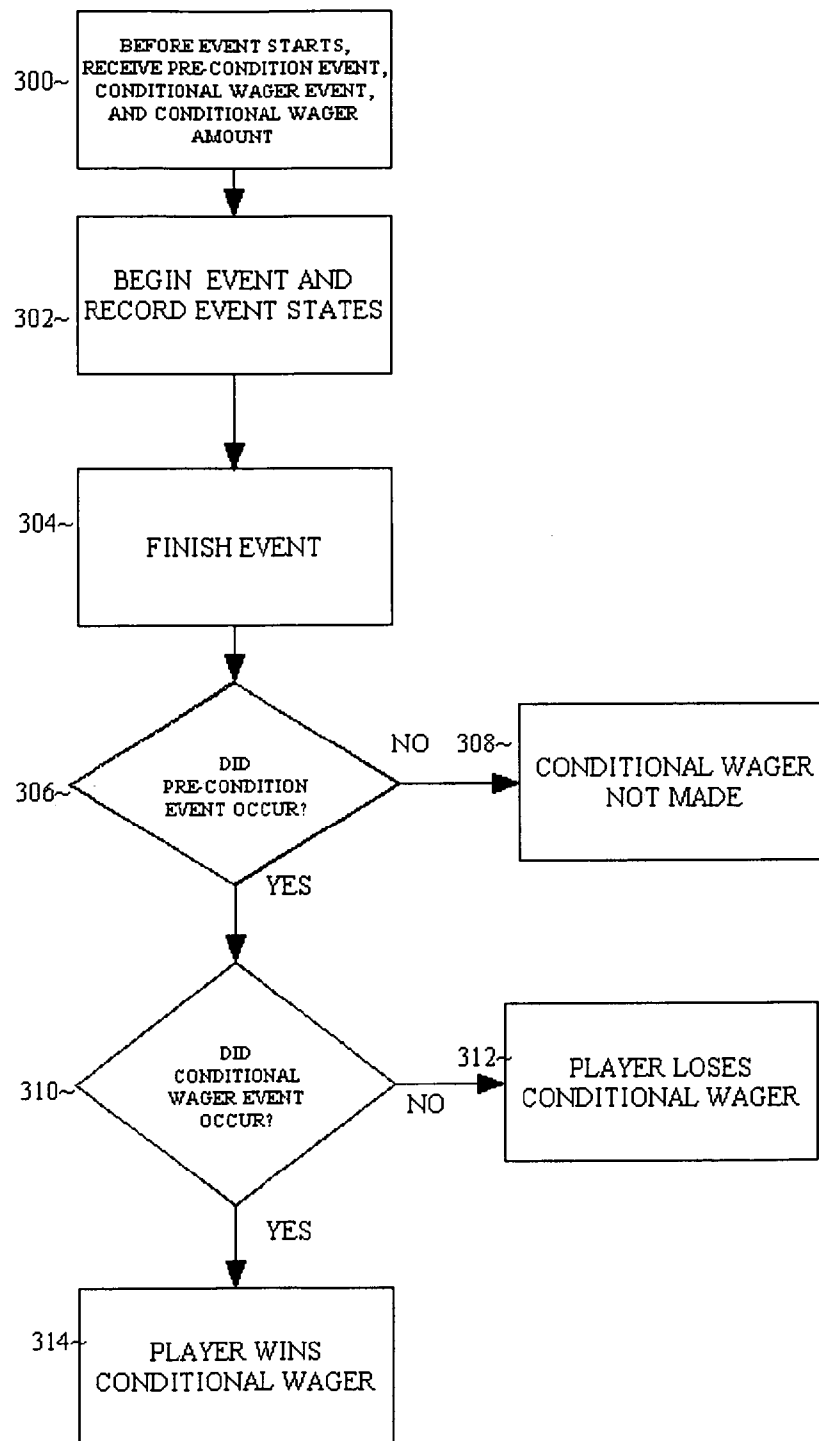 BEFORE EVENT STARTS,
RECEIVE PRE-CONDITION EVENT,
CONDITIONAL WAGER EVENT,
AND CONDITIONAL WAGER
AMOUNT
300~
BEGIN EVENT AND
RECORD EVENT STATES
302~
304~
FINISH EVENT
DID
PRE-CONDITION
EVENT OCCUR?
306~
NO
308~
CONDITIONAL WAGER
NOT MADE
YES
DID
CONDITIONAL
WAGER EVENT
OCCUR?
310~
NO
312~
PLAYER LOSES
CONDITIONAL WAGER
YES
314~
PLAYER WINS
CONDITIONAL WAGER